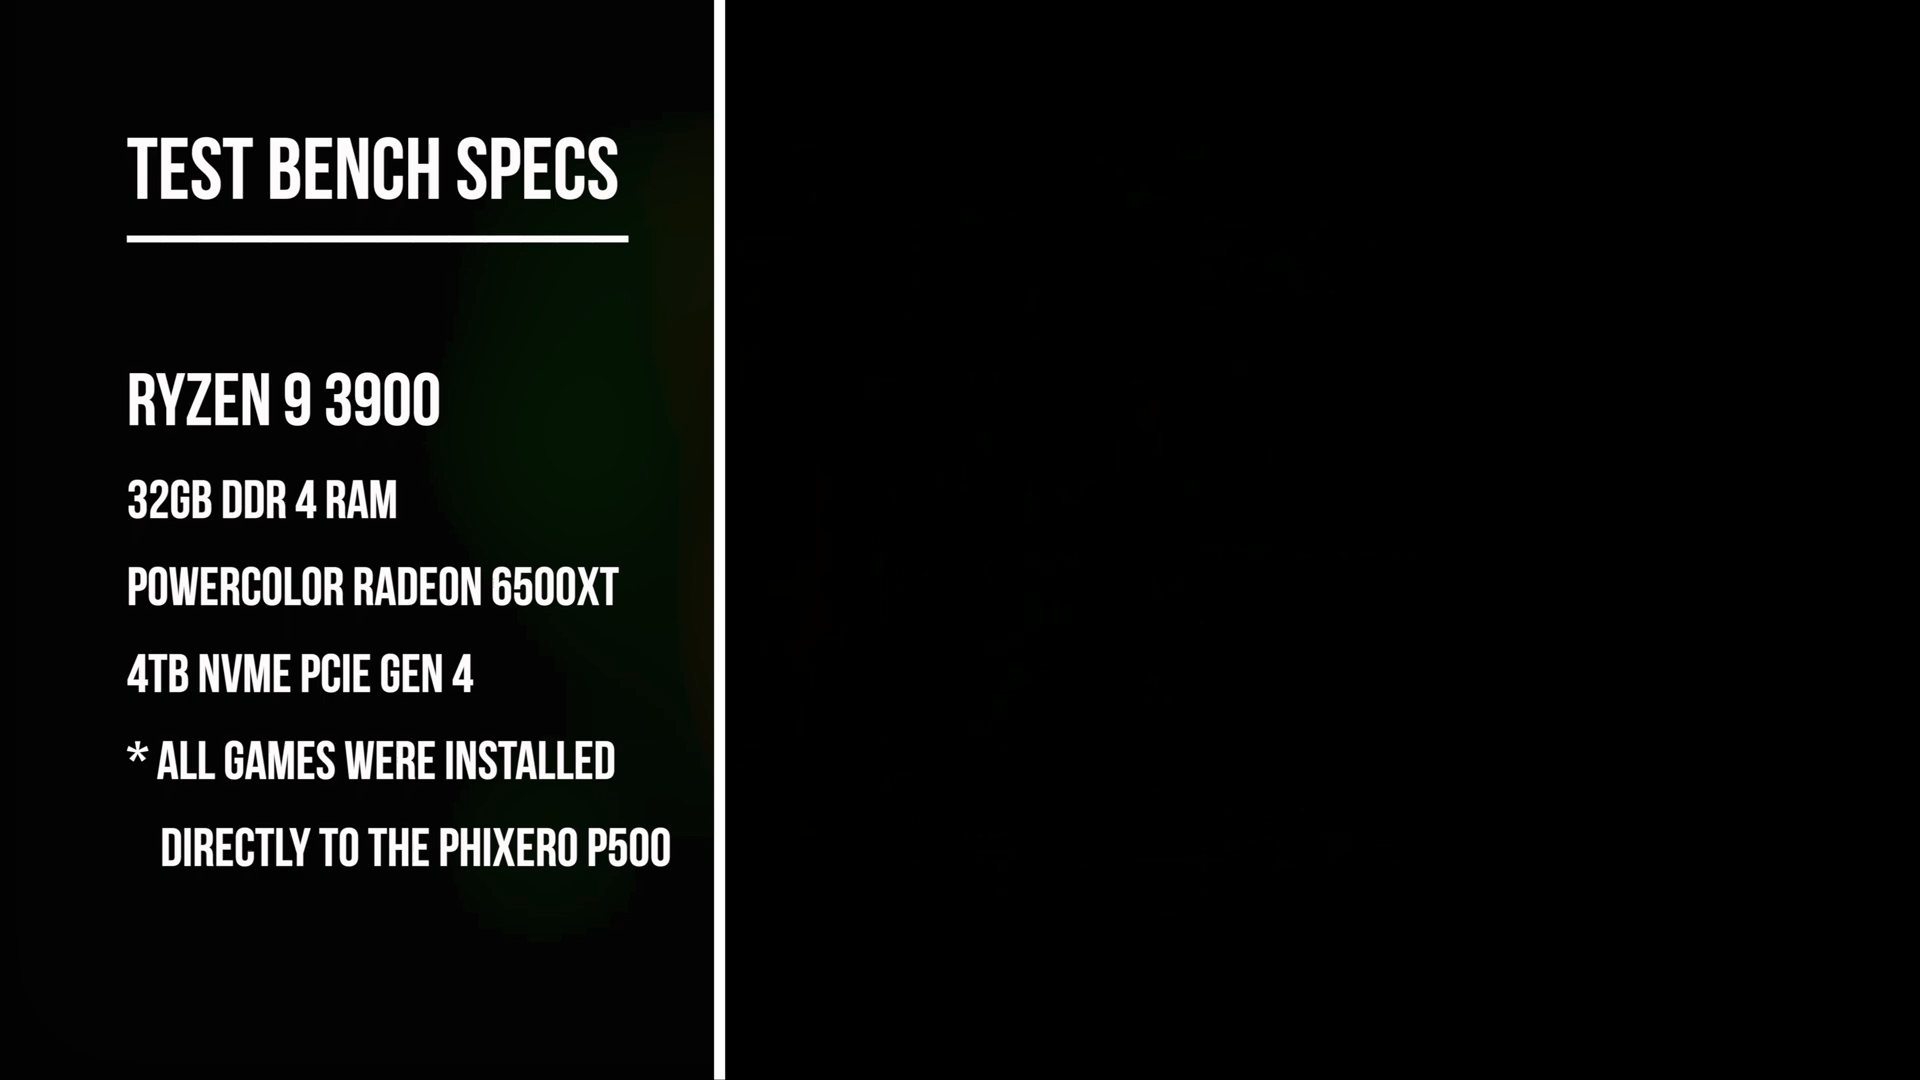 TEST BENCH SPECS
RYZEN 9 3900
32GB DDR 4 RAM
POWERCOLOR RADEON 6500XT
4TB NVME PCIE GEN 4
* ALL GAMES WERE INSTALLED
DIRECTLY TO THE PHIXERO P500